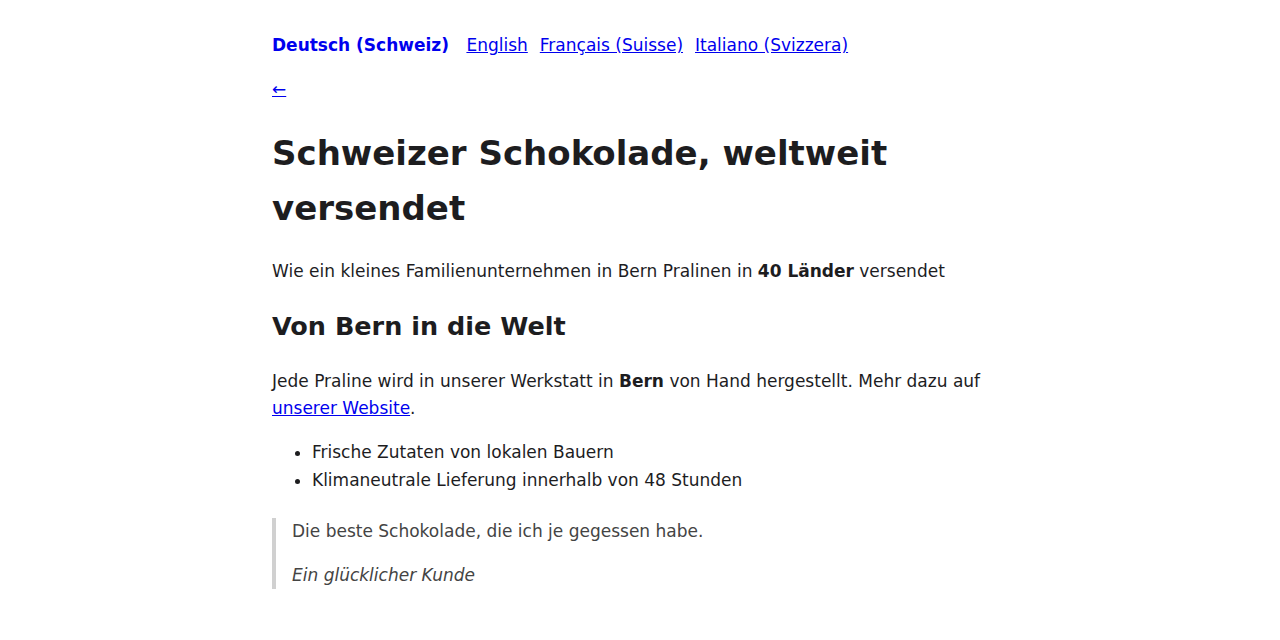 Deutsch (Schweiz) English Français (Suisse) Italiano (Svizzera)
←
Schweizer Schokolade, weltweit
versendet
Wie ein kleines Familienunternehmen in Bern Pralinen in 40 Länder versendet
Von Bern in die Welt
Jede Praline wird in unserer Werkstatt in Bern von Hand hergestellt. Mehr dazu auf
unserer Website.
• Frische Zutaten von lokalen Bauern
• Klimaneutrale Lieferung innerhalb von 48 Stunden
Die beste Schokolade, die ich je gegessen habe.
Ein glücklicher Kunde